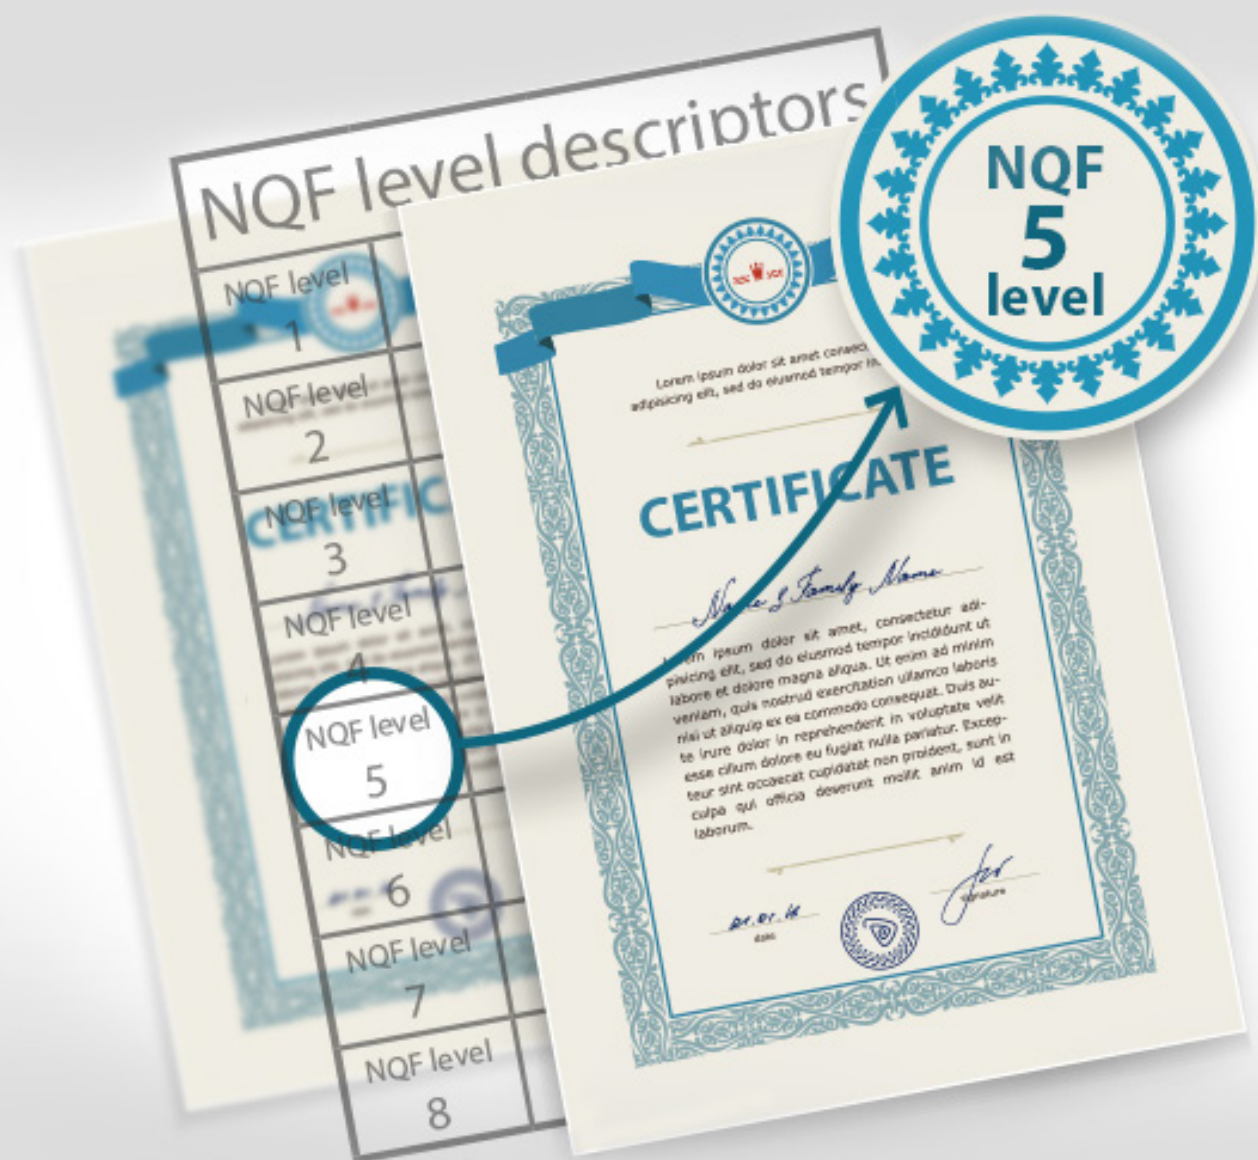 NQF level descriptors
NQF level
1
NQF level
2
NQF level
3
NQF level
4
NQF level
5
NQF level
6
NQF level
7
NQF level
8
CERTIFIC
NQF
5
level
Lorem ipsum dolor sit amet consec
adipisicing elit, sed do eiusmod tempor in
CERTIFICATE
Name & Family Name
Lorem ipsum dolor sit amet, consectetur adi-
pisicing elit, sed do eiusmod tempor incididunt ut
labore et dolore magna aliqua. Ut enim ad minim
veniam, quis nostrud exercitation ullamco laboris
nisi ut aliquip ex ea commodo consequat. Duis au-
te irure dolor in reprehenderit in voluptate velit
esse cillum dolore eu fugiat nulla pariatur. Excep-
teur sint occaecat cupidatat non proident, sunt in
culpa qui officia deserunt mollit anim id est
laborum.
date
signature